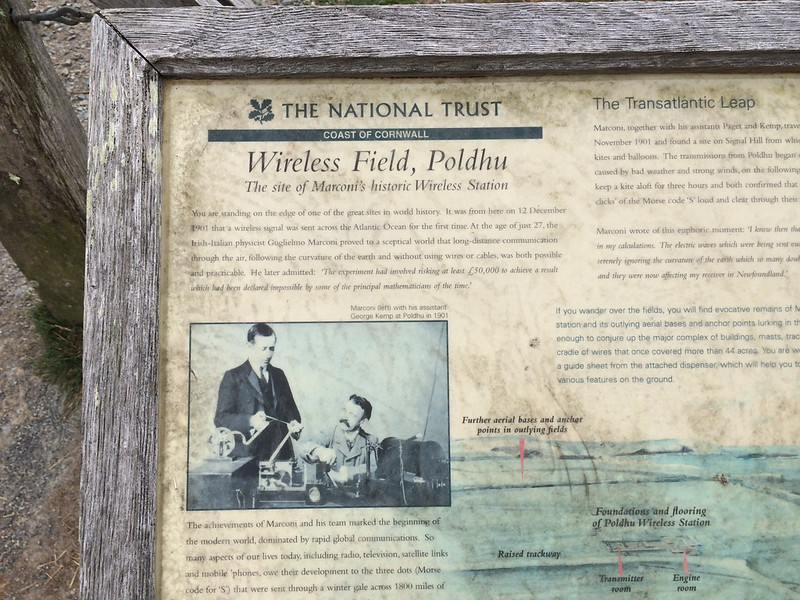 THE NATIONAL TRUST
COAST OF CORNWALL
Wireless Field, Poldhu
The site of Marconi's historic Wireless Station
You are standing on the edge of one of the great sites in world history. It was from here on 12 December
1901 that a wireless signal was sent across the Atlantic Ocean for the first time. At the age of just 27, the
Irish-Italian physicist Guglielmo Marconi proved to a sceptical world that long-distance communication
through the air, following the curvature of the earth and without using wires or cables, was both possible
and practicable. He later admitted: 'The experiment had involved risking at least £50,000 to achieve a result
which had been declared impossible by some of the principal mathematicians of the time.'
Marconi (left) with his assistant
George Kemp at Poldhu in 1901
The achievements of Marconi and his team marked the beginning of
the modern world, dominated by rapid global communications. So
many aspects of our lives today, including radio, television, satellite links
and mobile 'phones, owe their development to the three dots (Morse
code for 'S') that were sent through a winter gale across 1800 miles of
The Transatlantic Leap
Marconi, together with his assistants Paget and Kemp,
November 1901 and found a site on Signal Hill from
kites and balloons. The transmissions from Poldhu began
caused by bad weather and strong winds, on the following
keep a kite aloft for three hours and both confirmed that
clicks' of the Morse code 'S' loud and clear through
Marconi wrote of this euphoric moment: 'I knew then
in my calculations. The electric waves which were being sent
serenely ignoring the curvature of the earth which so many
and they were now affecting my receiver in Newfoundland.'
If you wander over the fields, you will find evocative remains of
station and its outlying aerial bases and anchor points lurking in
enough to conjure up the major complex of buildings, masts,
cradle of wires that once covered more than 44 acres. You are
a guide sheet from the attached dispenser, which will help you
various features on the ground.
Further aerial bases and anchor
points in outlying fields
Foundations and flooring
of Poldhu Wireless Station
Raised trackway
Transmitter
room
Engine
room